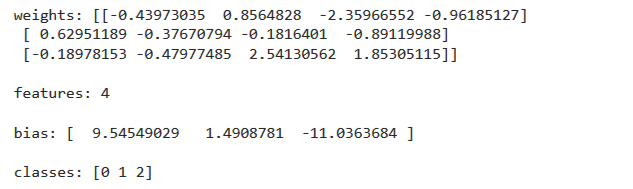 weights: [[-0.43973035  0.8564828  -2.35966552 -0.96185127]
 [ 0.62951189 -0.37670794 -0.1816401  -0.89119988]
 [-0.18978153 -0.47977485  2.54130562  1.85305115]]
features: 4
bias: [  9.54549029   1.4908781  -11.0363684 ]
classes: [0 1 2]